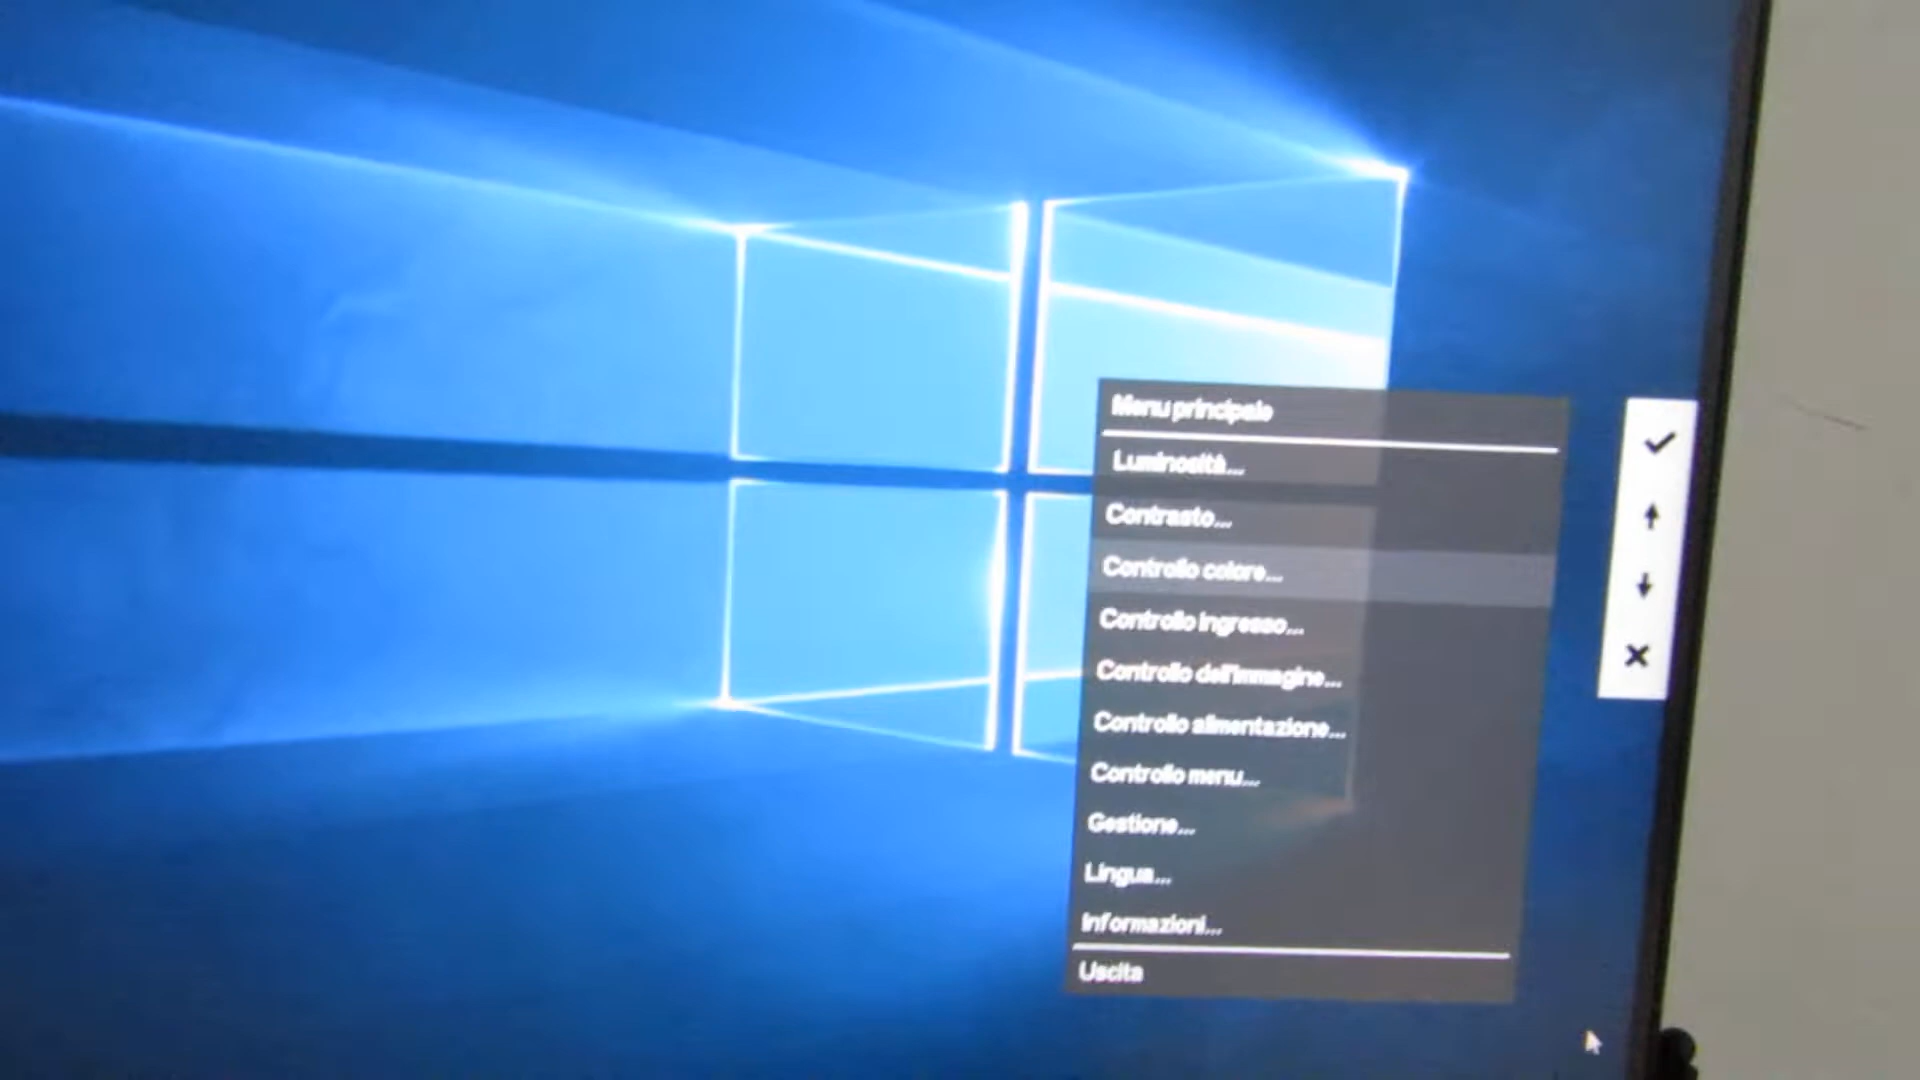 Menu principale
Luminosità...
Contrasto...
Controllo colore...
Controllo ingresso...
Controllo dell'immagine...
Controllo alimentazione...
Controllo menu...
Gestione...
Lingua...
Informazioni...
Uscita